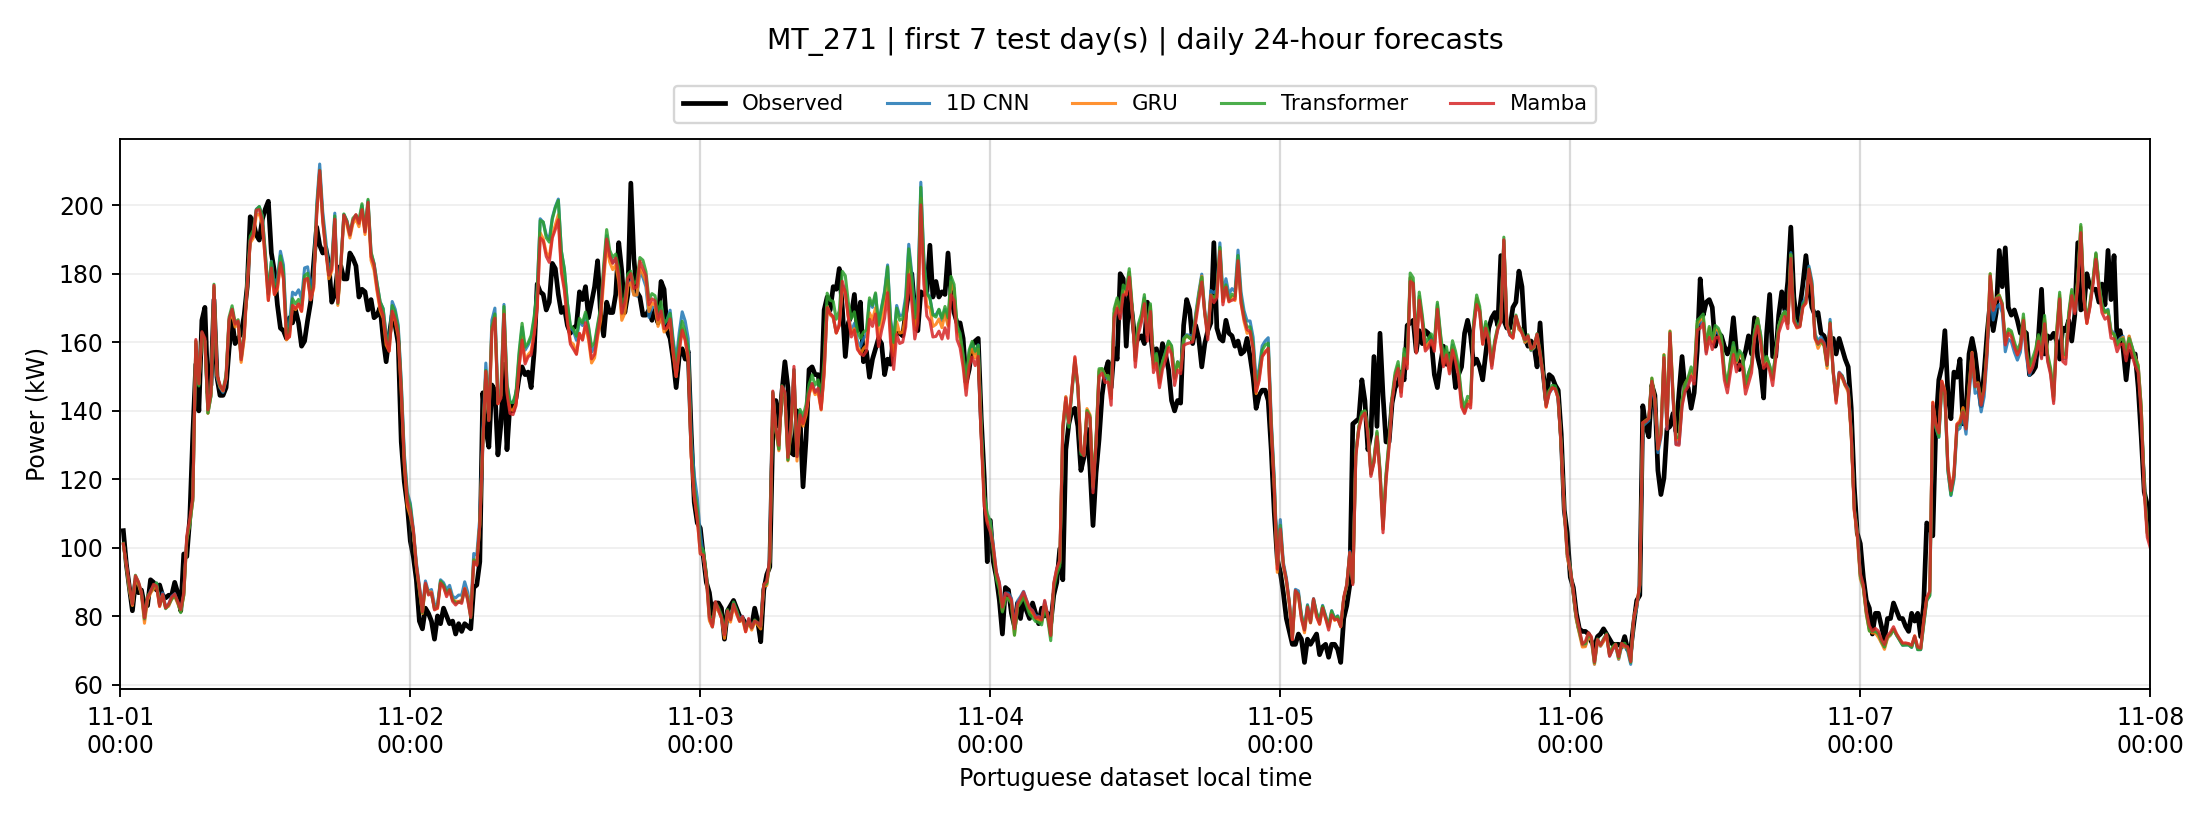 MT_271 | first 7 test day(s) | daily 24-hour forecasts
Observed 1D CNN GRU Transformer Mamba
Power (kW)
200
180
160
140
120
100
80
60
11-01 11-02 11-03 11-04 11-05 11-06 11-07 11-08
00:00 00:00 00:00 00:00 00:00 00:00 00:00 00:00
Portuguese dataset local time